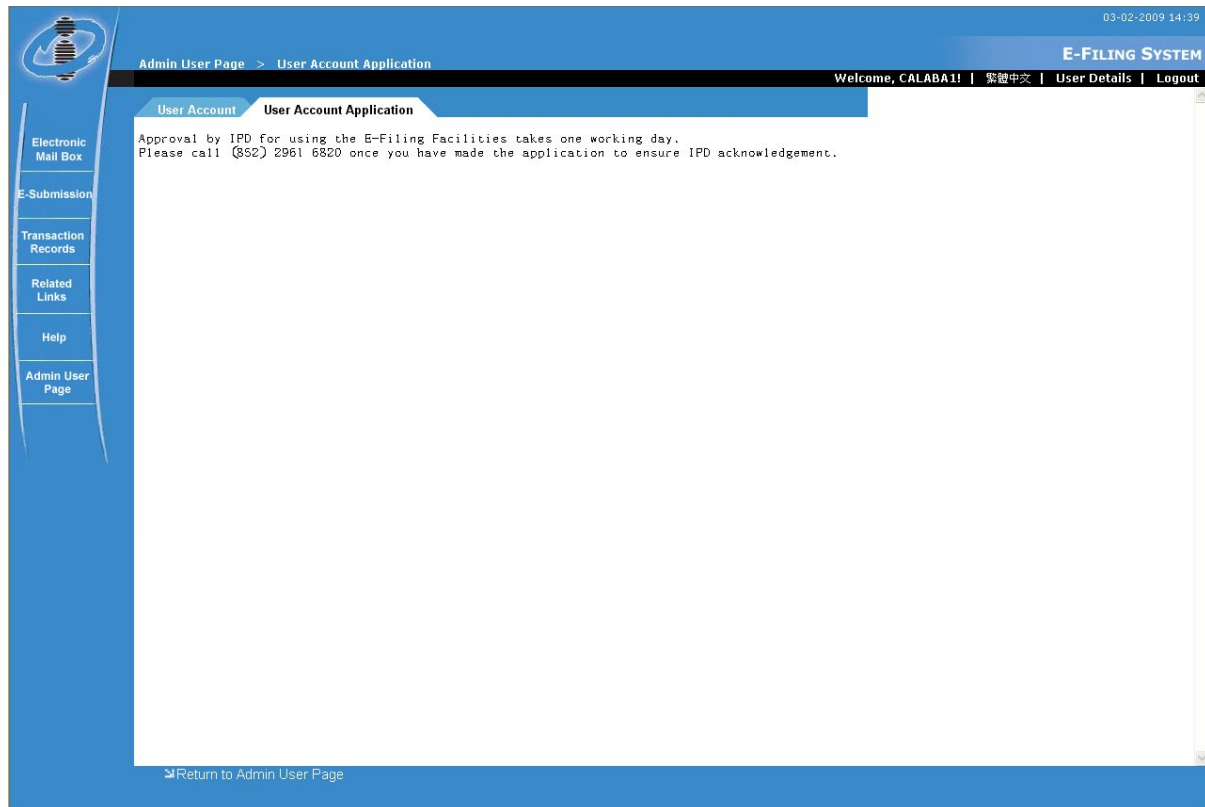 03-02-2009 14:39
E-FILING SYSTEM
Admin User Page > User Account Application
Welcome, CALABA1! | 繁體中文 | User Details | Logout
User Account User Account Application
Approval by IPD for using the E-Filing Facilities takes one working day.
Please call (852) 2961 6820 once you have made the application to ensure IPD acknowledgement.
Electronic
Mail Box
E-Submission
Transaction
Records
Related
Links
Help
Admin User
Page
Return to Admin User Page